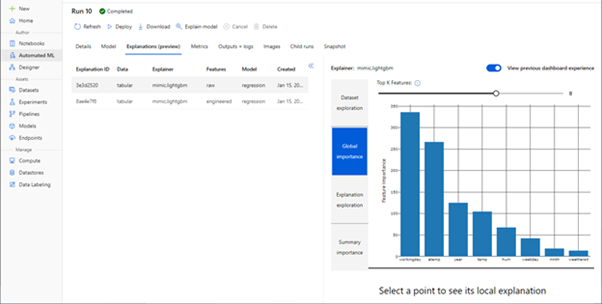 New
Home
Author
Notebooks
Automated ML
Designer
Assets
Datasets
Experiments
Pipelines
Models
Endpoints
Manage
Compute
Datastores
Data Labeling
Run 10 Completed
Refresh Deploy Download Explain model Cancel Delete
Details Model Explanations (preview) Metrics Outputs + logs Images Child runs Snapshot
Explanation ID Data Explainer Features Model Created
3e3d2520 tabular mimic.lightgbm raw regression Jan 15, 20...
tabular mimic.lightgbm engineered regression Jan 15, 20...
Explainer: mimic.lightgbm View previous dashboard experience
Top K Features: 8
Dataset
exploration
Global
importance
Explanation
exploration
Summary
importance
Feature Importance
350
300
250
200
150
100
50
0
workingday atemp year temp hum weekday mnth weathersit
Select a point to see its local explanation